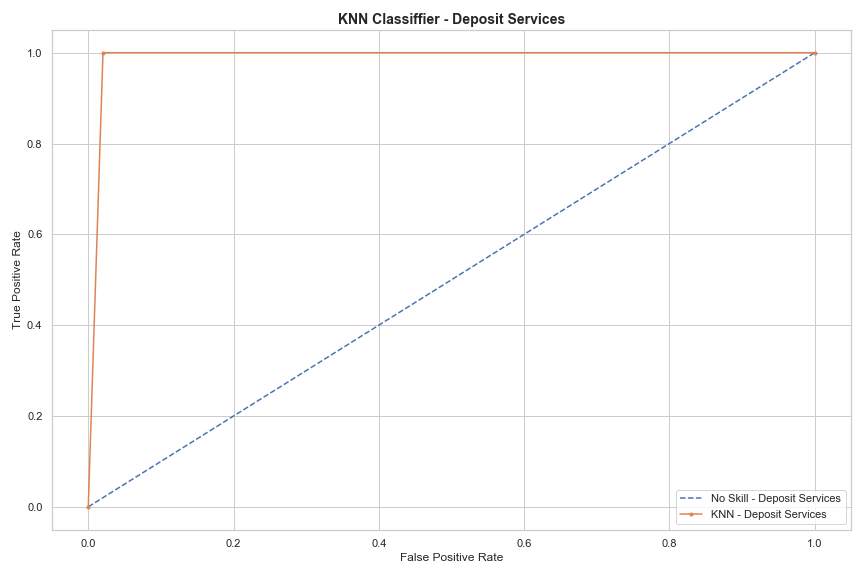 KNN Classiffier - Deposit Services
1.0
0.8
0.6
0.4
0.2
0.0
True Positive Rate
0.0 0.2 0.4 0.6 0.8 1.0
False Positive Rate
No Skill - Deposit Services
KNN - Deposit Services